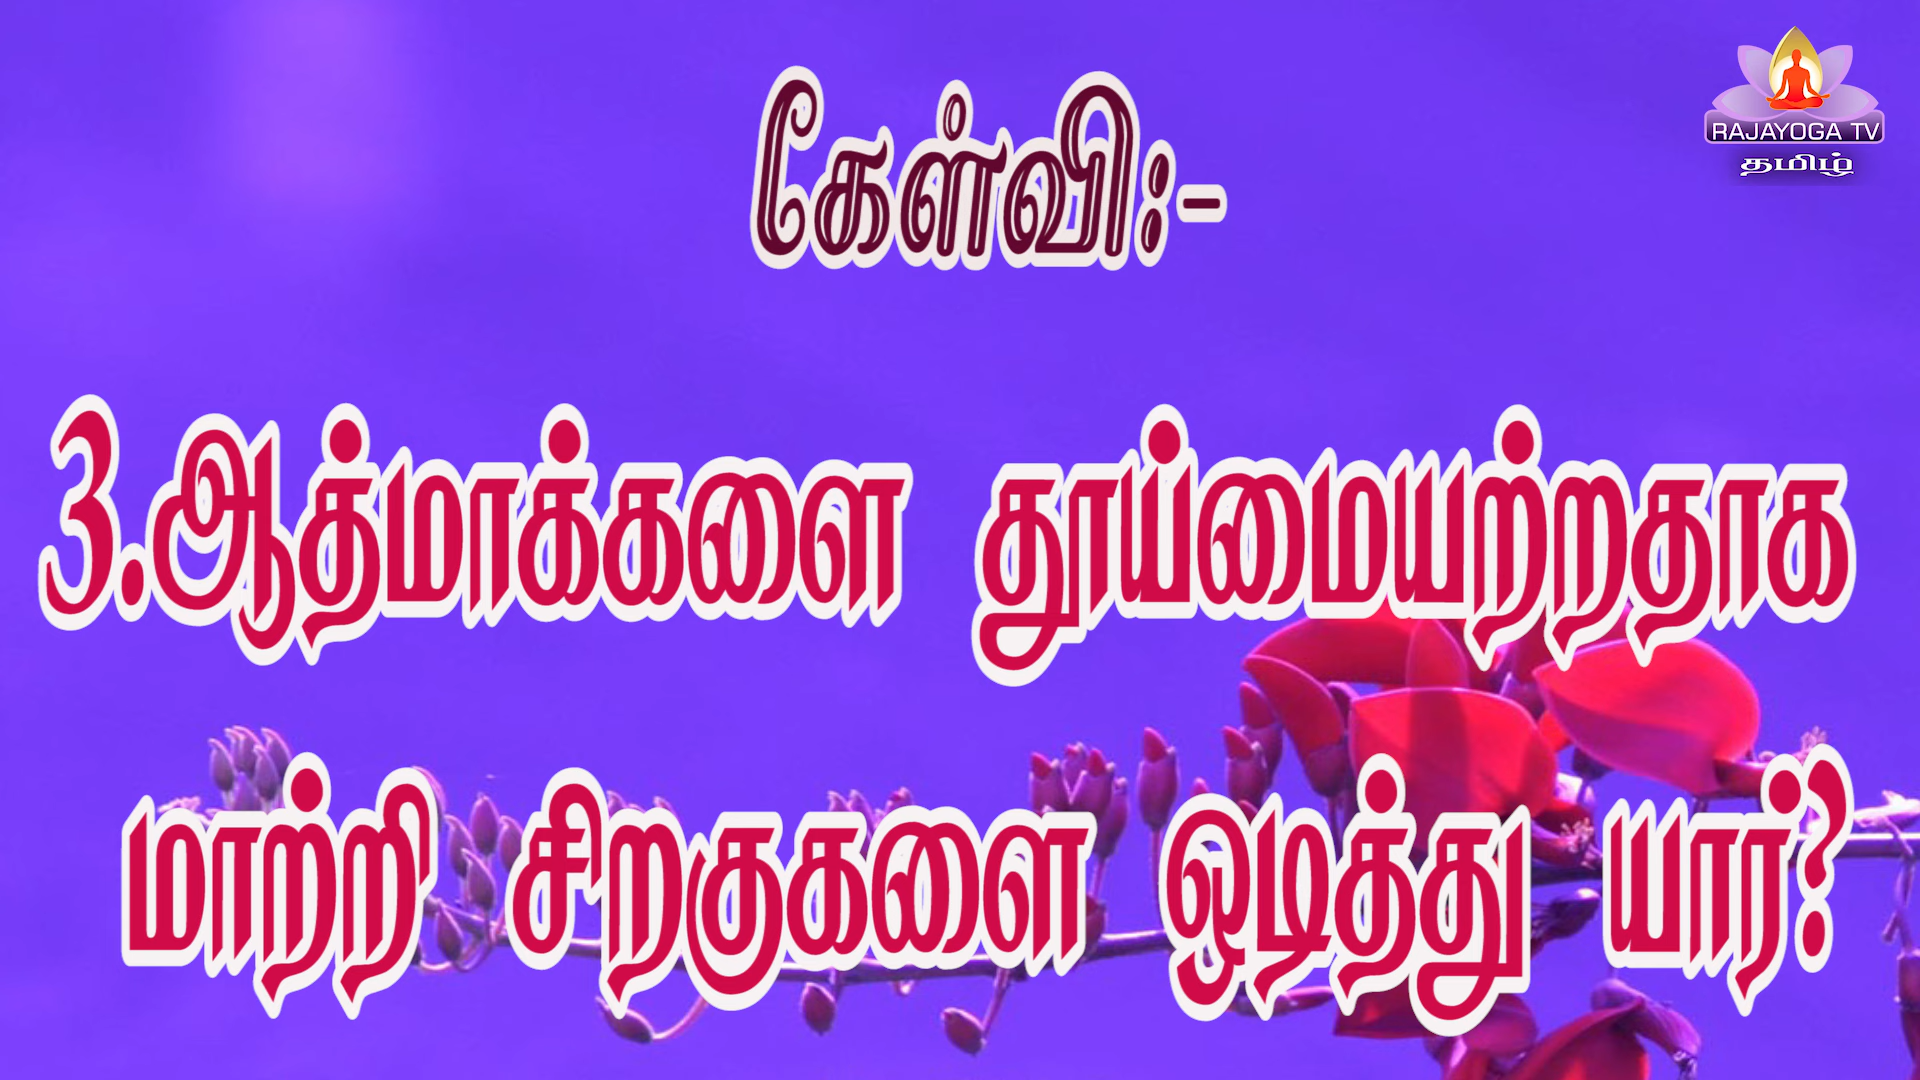 RAJAYOGA TV
தமிழ்
கேள்வி:-
3.ஆத்மாக்களை தூய்மையற்றதாக
மாற்றி சிறகுகளை ஒடித்து யார்?